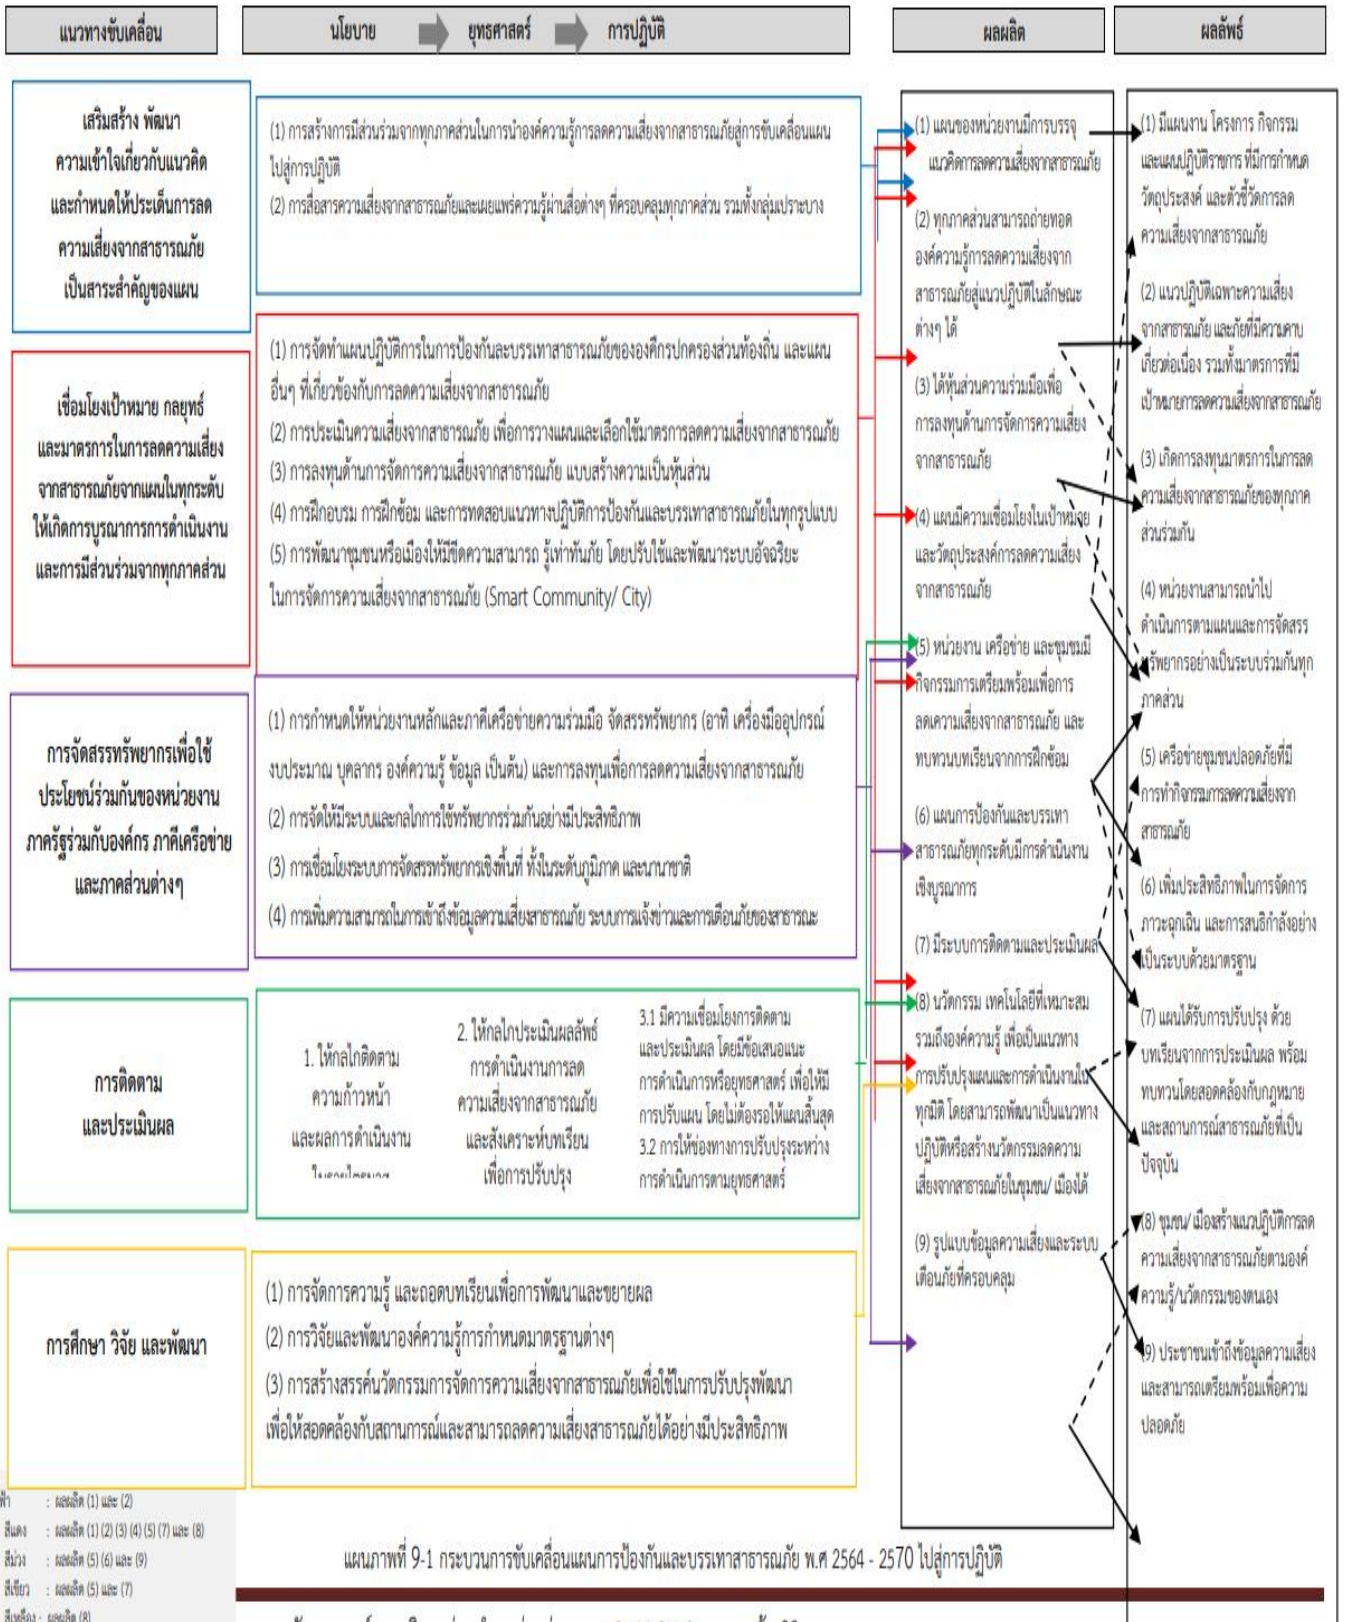 แนวทางขับเคลื่อน
นโยบาย
ยุทธศาสตร์
การปฏิบัติ
ผลผลิต
ผลลัพธ์
เสริมสร้าง พัฒนา
ความเข้าใจเกี่ยวกับแนวคิด
และกำหนดให้ประเด็นการลด
ความเสี่ยงจากสาธารณภัย
เป็นสาระสำคัญของแผน
(1) การสร้างการมีส่วนร่วมจากทุกภาคส่วนในการนำองค์ความรู้การลดความเสี่ยงจากสาธารณภัยสู่การขับเคลื่อนแผน
ไปสู่การปฏิบัติ
(2) การสื่อสารความเสี่ยงจากสาธารณภัยและเผยแพร่ความรู้ผ่านสื่อต่างๆ ที่ครอบคลุมทุกภาคส่วน รวมทั้งกลุ่มเปราะบาง
เชื่อมโยงเป้าหมาย กลยุทธ์
และมาตรการในการลดความเสี่ยง
จากสาธารณภัยจากแผนในทุกระดับ
ให้เกิดการบูรณาการการดำเนินงาน
และการมีส่วนร่วมจากทุกภาคส่วน
(1) การจัดทำแผนปฏิบัติการในการป้องกันละบรรเทาสาธารณภัยขององค์กรปกครองส่วนท้องถิ่น และแผน
อื่นๆ ที่เกี่ยวข้องกับการลดความเสี่ยงจากสาธารณภัย
(2) การประเมินความเสี่ยงจากสาธารณภัย เพื่อการวางแผนและเลือกใช้มาตรการลดความเสี่ยงจากสาธารณภัย
(3) การลงทุนด้านการจัดการความเสี่ยงจากสาธารณภัย แบบสร้างความเป็นหุ้นส่วน
(4) การฝึกอบรม การฝึกซ้อม และการทดสอบแนวทางปฏิบัติการป้องกันและบรรเทาสาธารณภัยในทุกรูปแบบ
(5) การพัฒนาชุมชนหรือเมืองให้มีขีดความสามารถ รู้เท่าทันภัย โดยปรับใช้และพัฒนาระบบอัจฉริยะ
ในการจัดการความเสี่ยงจากสาธารณภัย (Smart Community/ City)
การจัดสรรทรัพยากรเพื่อใช้
ประโยชน์ร่วมกันของหน่วยงาน
ภาครัฐร่วมกับองค์กร ภาคีเครือข่าย
และภาคส่วนต่างๆ
(1) การกำหนดให้หน่วยงานหลักและภาคีเครือข่ายความร่วมมือ จัดสรรทรัพยากร (อาทิ เครื่องมืออุปกรณ์
งบประมาณ บุคลากร องค์ความรู้ ข้อมูล เป็นต้น) และการลงทุนเพื่อการลดความเสี่ยงจากสาธารณภัย
(2) การจัดให้มีระบบและกลไกการใช้ทรัพยากรร่วมกันอย่างมีประสิทธิภาพ
(3) การเชื่อมโยงระบบการจัดสรรทรัพยากรเชิงพื้นที่ ทั้งในระดับภูมิภาค และนานาชาติ
(4) การเพิ่มความสามารถในการเข้าถึงข้อมูลความเสี่ยงสาธารณภัย ระบบการแจ้งข่าวและการเตือนภัยของสาธารณะ
การติดตาม
และประเมินผล
1. ให้กลไกติดตาม
ความก้าวหน้า
และผลการดำเนินงาน
2. ให้กลไกประเมินผลลัพธ์
การดำเนินงานการลด
ความเสี่ยงจากสาธารณภัย
และสังเคราะห์บทเรียน
เพื่อการปรับปรุง
3.1 มีความเชื่อมโยงการติดตาม
และประเมินผล โดยมีข้อเสนอแนะ
การดำเนินการหรือยุทธศาสตร์ เพื่อให้มี
การปรับแผน โดยไม่ต้องรอให้แผนสิ้นสุด
3.2 การให้ช่องทางการปรับปรุงระหว่าง
การดำเนินการตามยุทธศาสตร์
การศึกษา วิจัย และพัฒนา
(1) การจัดการความรู้ และถอดบทเรียนเพื่อการพัฒนาและขยายผล
(2) การวิจัยและพัฒนาองค์ความรู้การกำหนดมาตรฐานต่างๆ
(3) การสร้างสรรค์นวัตกรรมการจัดการความเสี่ยงจากสาธารณภัยเพื่อใช้ในการปรับปรุงพัฒนา
เพื่อให้สอดคล้องกับสถานการณ์และสามารถลดความเสี่ยงสาธารณภัยได้อย่างมีประสิทธิภาพ
(1) แผนของหน่วยงานมีการบรรจุ
แนวคิดการลดความเสี่ยงจากสาธารณภัย
(2) ทุกภาคส่วนสามารถถ่ายทอด
องค์ความรู้การลดความเสี่ยงจาก
สาธารณภัยสู่แนวปฏิบัติในลักษณะ
ต่างๆ ได้
(3) ได้หุ้นส่วนความร่วมมือเพื่อ
การลงทุนด้านการจัดการความเสี่ยง
จากสาธารณภัย
(4) แผนมีความเชื่อมโยงในเป้าหมาย
และวัตถุประสงค์การลดความเสี่ยง
จากสาธารณภัย
(5) หน่วยงาน เครือข่าย และชุมชนมี
กิจกรรมการเตรียมพร้อมเพื่อการ
ลดเความเสี่ยงจากสาธารณภัย และ
ทบทวนบทเรียนจากการฝึกซ้อม
(6) แผนการป้องกันและบรรเทา
สาธารณภัยทุกระดับมีการดำเนินงาน
เชิงบูรณาการ
(7) มีระบบการติดตามและประเมินผล
(8) นวัตกรรม เทคโนโลยีที่เหมาะสม
รวมถึงองค์ความรู้ เพื่อเป็นแนวทาง
การปรับปรุงแผนและการดำเนินงานใน
ทุกมิติ โดยสามารถพัฒนาเป็นแนวทาง
ปฏิบัติหรือสร้างนวัตกรรมลดความ
เสี่ยงจากสาธารณภัยในชุมชน/ เมืองได้
(9) รูปแบบข้อมูลความเสี่ยงและระบบ
เตือนภัยที่ครอบคลุม
(1) มีแผนงาน โครงการ กิจกรรม
และแผนปฏิบัติราชการ ที่มีการกำหนด
วัตถุประสงค์ และตัวชี้วัดการลด
ความเสี่ยงจากสาธารณภัย
(2) แนวปฏิบัติเฉพาะความเสี่ยง
จากสาธารณภัย และภัยที่มีความคาบ
เกี่ยวต่อเนื่อง รวมทั้งมาตรการที่มี
เป้าหมายการลดความเสี่ยงจากสาธารณภัย
(3) เกิดการลงทุนมาตรการในการลด
ความเสี่ยงจากสาธารณภัยของทุกภาค
ส่วนร่วมกัน
(4) หน่วยงานสามารถนำไป
ดำเนินการตามแผนและการจัดสรร
ทรัพยากรอย่างเป็นระบบร่วมกันทุก
ภาคส่วน
(5) เครือข่ายชุมชนปลอดภัยที่มี
การทำกิจกรรมการลดความเสี่ยงจาก
สาธารณภัย
(6) เพิ่มประสิทธิภาพในการจัดการ
ภาวะฉุกเฉิน และการสนธิกำลังอย่าง
เป็นระบบด้วยมาตรฐาน
(7) แผนได้รับการปรับปรุง ด้วย
บทเรียนจากการประเมินผล พร้อม
ทบทวนโดยสอดคล้องกับกฎหมาย
และสถานการณ์สาธารณภัยที่เป็น
ปัจจุบัน
(8) ชุมชน/ เมืองสร้างแนวปฏิบัติการลด
ความเสี่ยงจากสาธารณภัยตามองค์
ความรู้/นวัตกรรมของตนเอง
(9) ประชาชนเข้าถึงข้อมูลความเสี่ยง
และสามารถเตรียมพร้อมเพื่อความ
ปลอดภัย
: ผลผลิต (1) และ (2)
สีแดง : ผลผลิต (1) (2) (3) (4) (5) (7) และ (8)
สีม่วง : ผลผลิต (5) (6) และ (9)
สีเขียว : ผลผลิต (5) และ (7)
สีเหลือง : ผลผลิต (8)
แผนภาพที่ 9-1 กระบวนการขับเคลื่อนแผนการป้องกันและบรรเทาสาธารณภัย พ.ศ 2564 - 2570 ไปสู่การปฏิบัติ